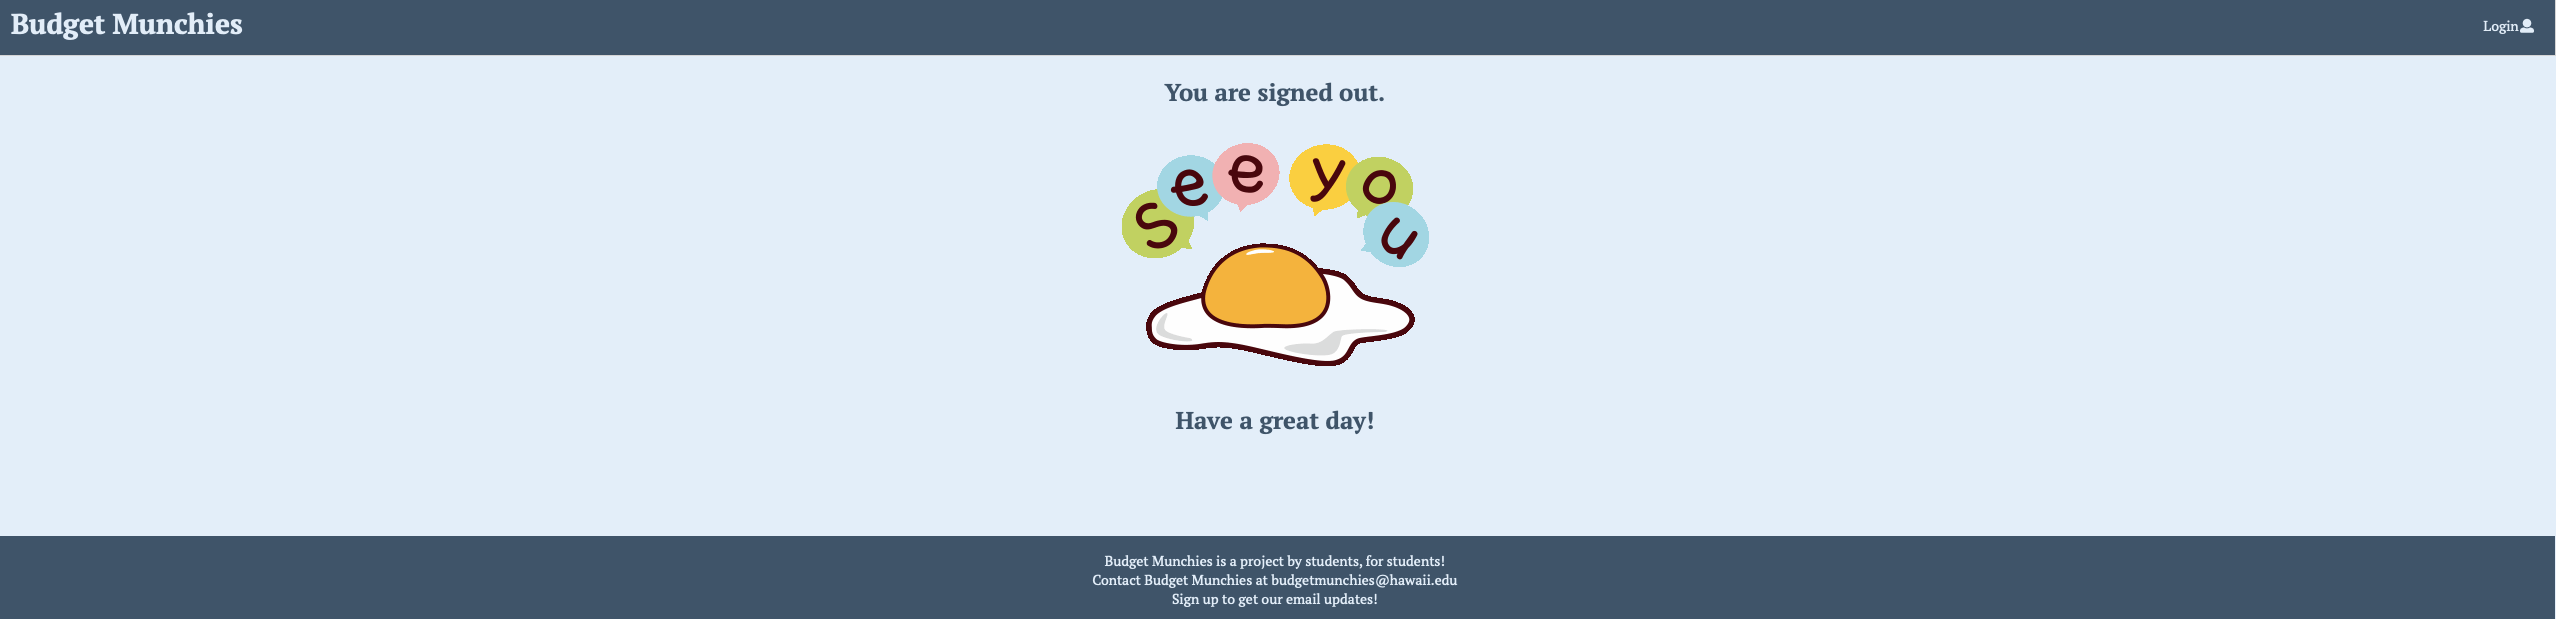 Budget Munchies
Login
You are signed out.
See you
Have a great day!
Budget Munchies is a project by students, for students!
Contact Budget Munchies at budgetmunchies@hawaii.edu
Sign up to get our email updates!